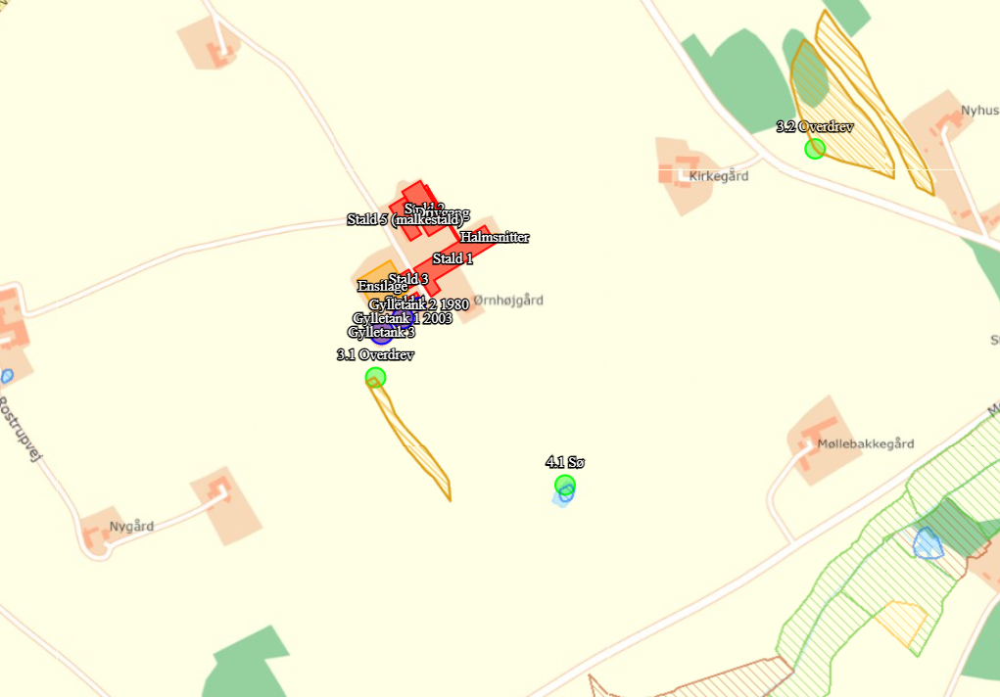 Nyhus
3.2 Overdrev
Kirkegård
Stald 2
Stald 5 (malkestald)
Halmsnitter
Stald 1
Stald 3
Ensilage
Ørnhøjgård
Gylletank 2 1980
Gylletank 1 2003
Gylletank 3
3.1 Overdrev
Rostrupvej
Møllebakkegård
4.1 Sø
Nygård